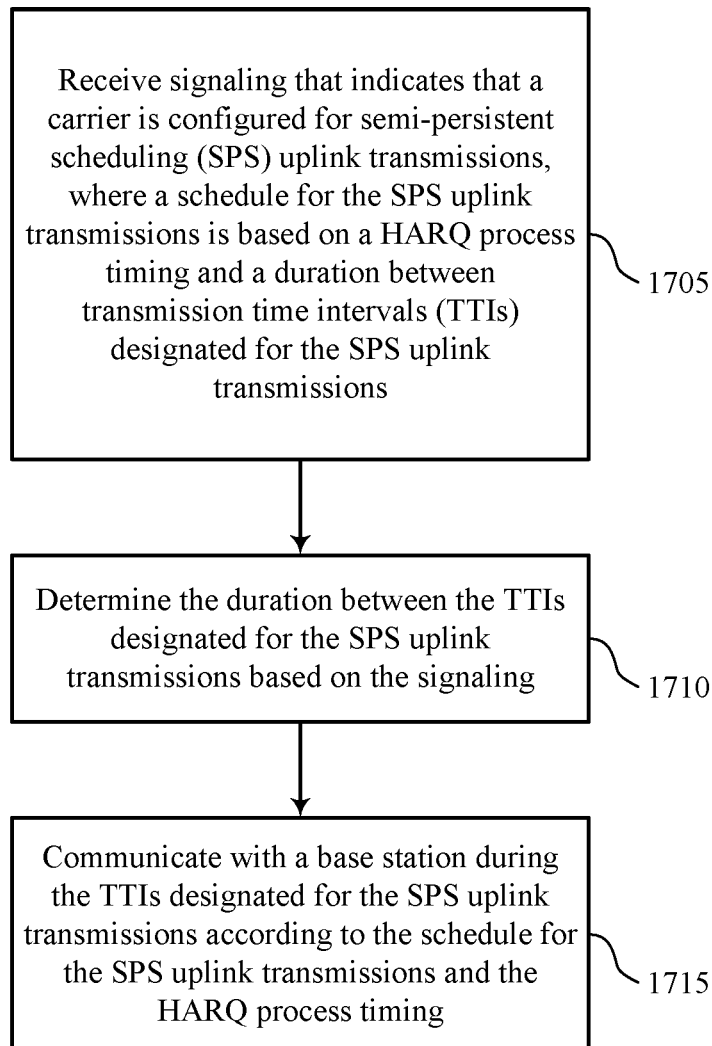 Receive signaling that indicates that a
carrier is configured for semi-persistent
scheduling (SPS) uplink transmissions,
where a schedule for the SPS uplink
transmissions is based on a HARQ process
timing and a duration between
transmission time intervals (TTIs)
designated for the SPS uplink
transmissions
1705
Determine the duration between the TTIs
designated for the SPS uplink
transmissions based on the signaling
1710
Communicate with a base station during
the TTIs designated for the SPS uplink
transmissions according to the schedule for
the SPS uplink transmissions and the
HARQ process timing
1715